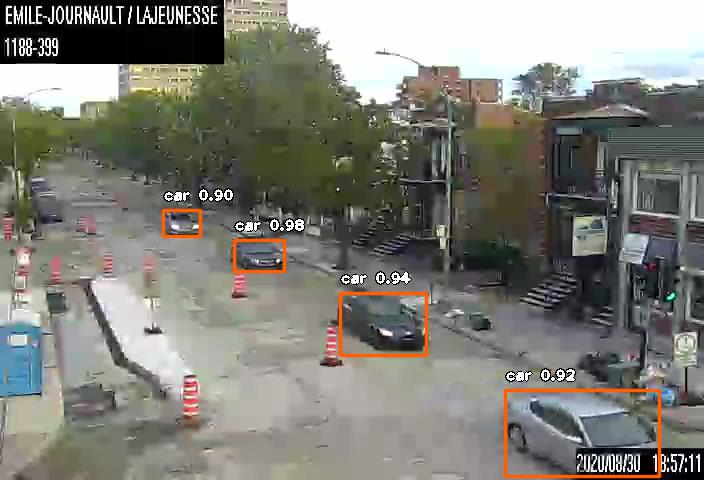 EMILE-JOURNAULT / LAJEUNESSE
1188-399
car 0.90
car 0.98
car 0.94
car 0.92
2020/08/30 18:57:11